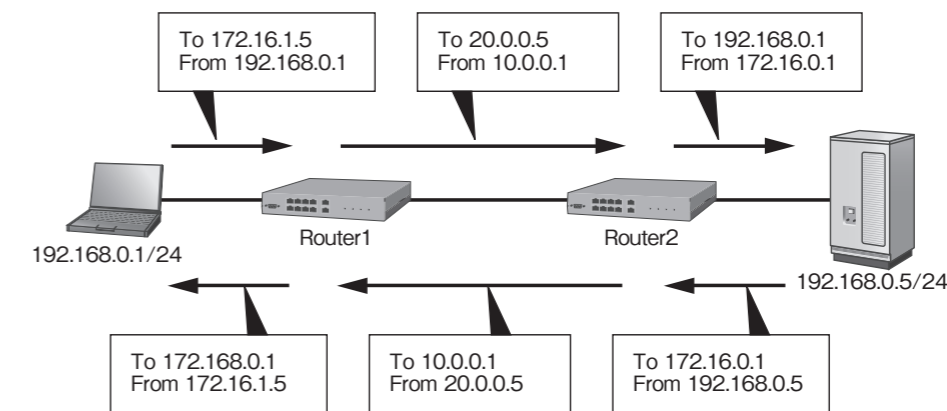 To 172.16.1.5
From 192.168.0.1
To 20.0.0.5
From 10.0.0.1
To 192.168.0.1
From 172.16.0.1
Router1
Router2
192.168.0.1/24
192.168.0.5/24
To 172.168.0.1
From 172.16.1.5
To 10.0.0.1
From 20.0.0.5
To 172.16.0.1
From 192.168.0.5